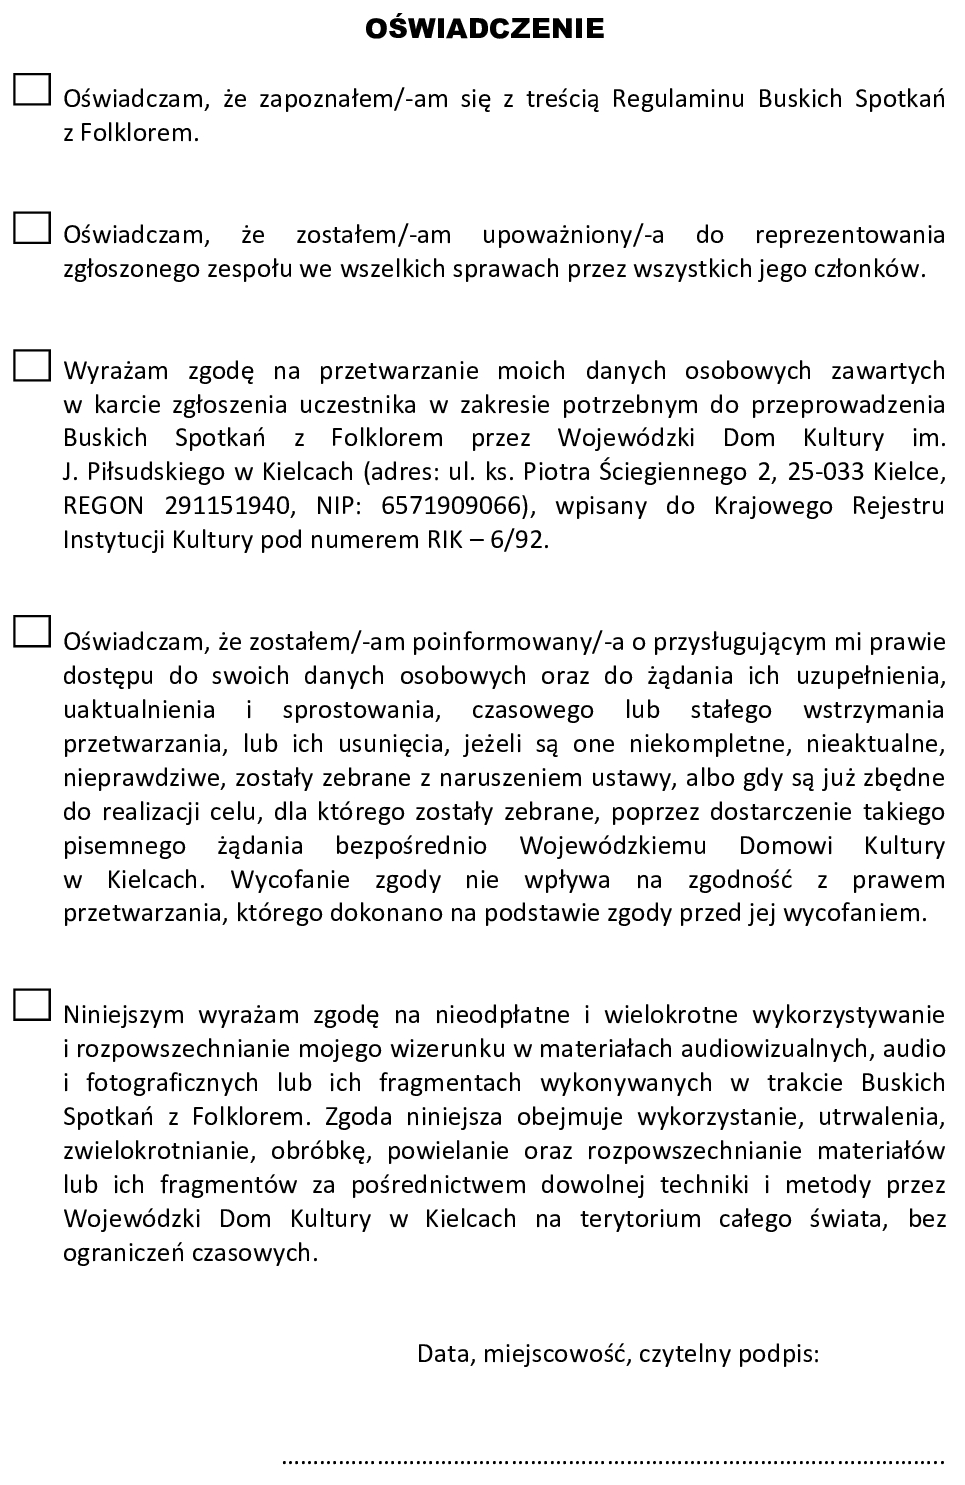 OŚWIADCZENIE
Oświadczam, że zapoznałem/-am się z treścią Regulaminu Buskich Spotkań
z Folklorem.
Oświadczam, że zostałem/-am upoważniony/-a do reprezentowania
zgłoszonego zespołu we wszelkich sprawach przez wszystkich jego członków.
Wyrażam zgodę na przetwarzanie moich danych osobowych zawartych
w karcie zgłoszenia uczestnika w zakresie potrzebnym do przeprowadzenia
Buskich Spotkań z Folklorem przez Wojewódzki Dom Kultury im.
J. Piłsudskiego w Kielcach (adres: ul. ks. Piotra Ściegiennego 2, 25-033 Kielce,
REGON 291151940, NIP: 6571909066), wpisany do Krajowego Rejestru
Instytucji Kultury pod numerem RIK – 6/92.
Oświadczam, że zostałem/-am poinformowany/-a o przysługującym mi prawie
dostępu do swoich danych osobowych oraz do żądania ich uzupełnienia,
uaktualnienia i sprostowania, czasowego lub stałego wstrzymania
przetwarzania, lub ich usunięcia, jeżeli są one niekompletne, nieaktualne,
nieprawdziwe, zostały zebrane z naruszeniem ustawy, albo gdy są już zbędne
do realizacji celu, dla którego zostały zebrane, poprzez dostarczenie takiego
pisemnego żądania bezpośrednio Wojewódzkiemu Domowi Kultury
w Kielcach. Wycofanie zgody nie wpływa na zgodność z prawem
przetwarzania, którego dokonano na podstawie zgody przed jej wycofaniem.
Niniejszym wyrażam zgodę na nieodpłatne i wielokrotne wykorzystywanie
i rozpowszechnianie mojego wizerunku w materiałach audiowizualnych, audio
i fotograficznych lub ich fragmentach wykonywanych w trakcie Buskich
Spotkań z Folklorem. Zgoda niniejsza obejmuje wykorzystanie, utrwalenia,
zwielokrotnianie, obróbkę, powielanie oraz rozpowszechnianie materiałów
lub ich fragmentów za pośrednictwem dowolnej techniki i metody przez
Wojewódzki Dom Kultury w Kielcach na terytorium całego świata, bez
ograniczeń czasowych.
Data, miejscowość, czytelny podpis:
…………………………………………………………………………………………..